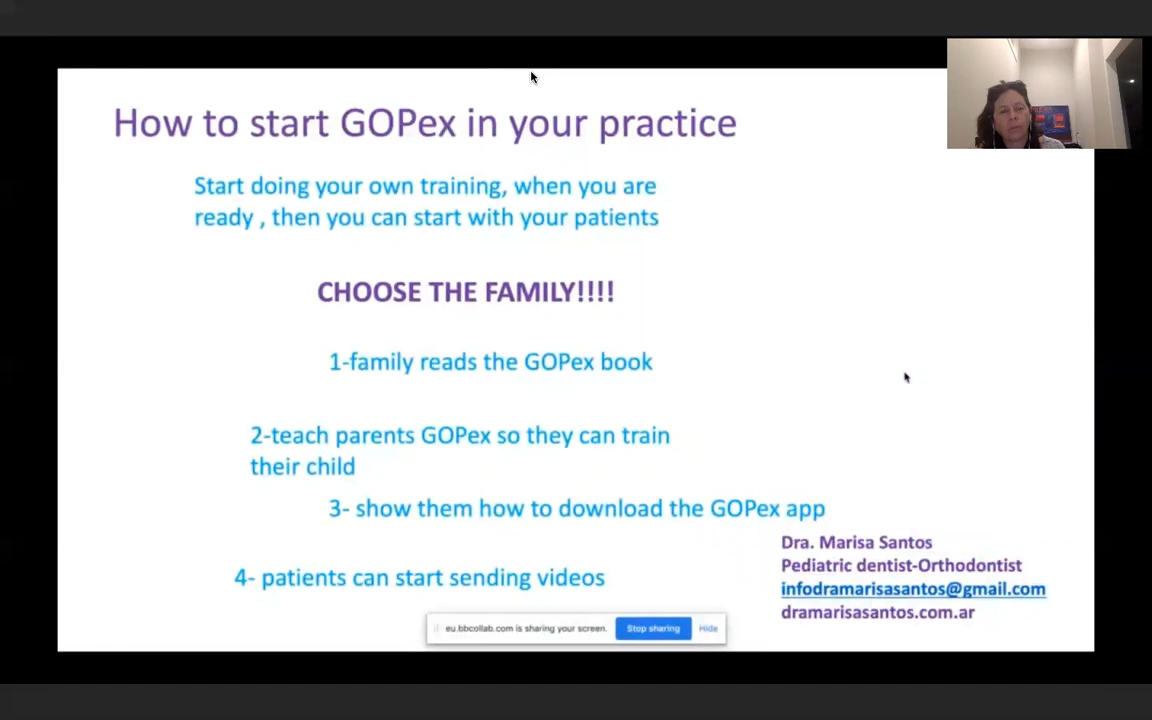 How to start GOPex in your practice
Start doing your own training, when you are
ready , then you can start with your patients
CHOOSE THE FAMILY!!!!
1-family reads the GOPex book
2-teach parents GOPex so they can train
their child
3- show them how to download the GOPex app
4- patients can start sending videos
Dra. Marisa Santos
Pediatric dentist-Orthodontist
infodramarisasantos@gmail.com
dramarisasantos.com.ar
eu.bbcollab.com is sharing your screen. Stop sharing Hide